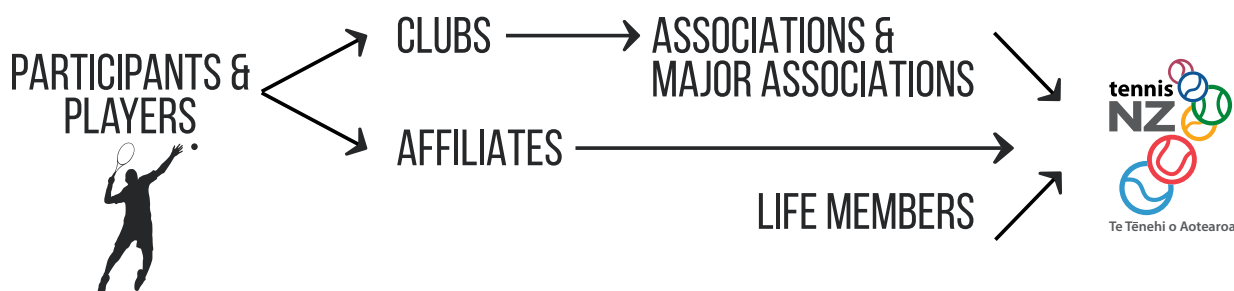 PARTICIPANTS &
PLAYERS
CLUBS
ASSOCIATIONS &
MAJOR ASSOCIATIONS
AFFILIATES
LIFE MEMBERS
tennis
NZ
Te Tēnehi o Aotearoa